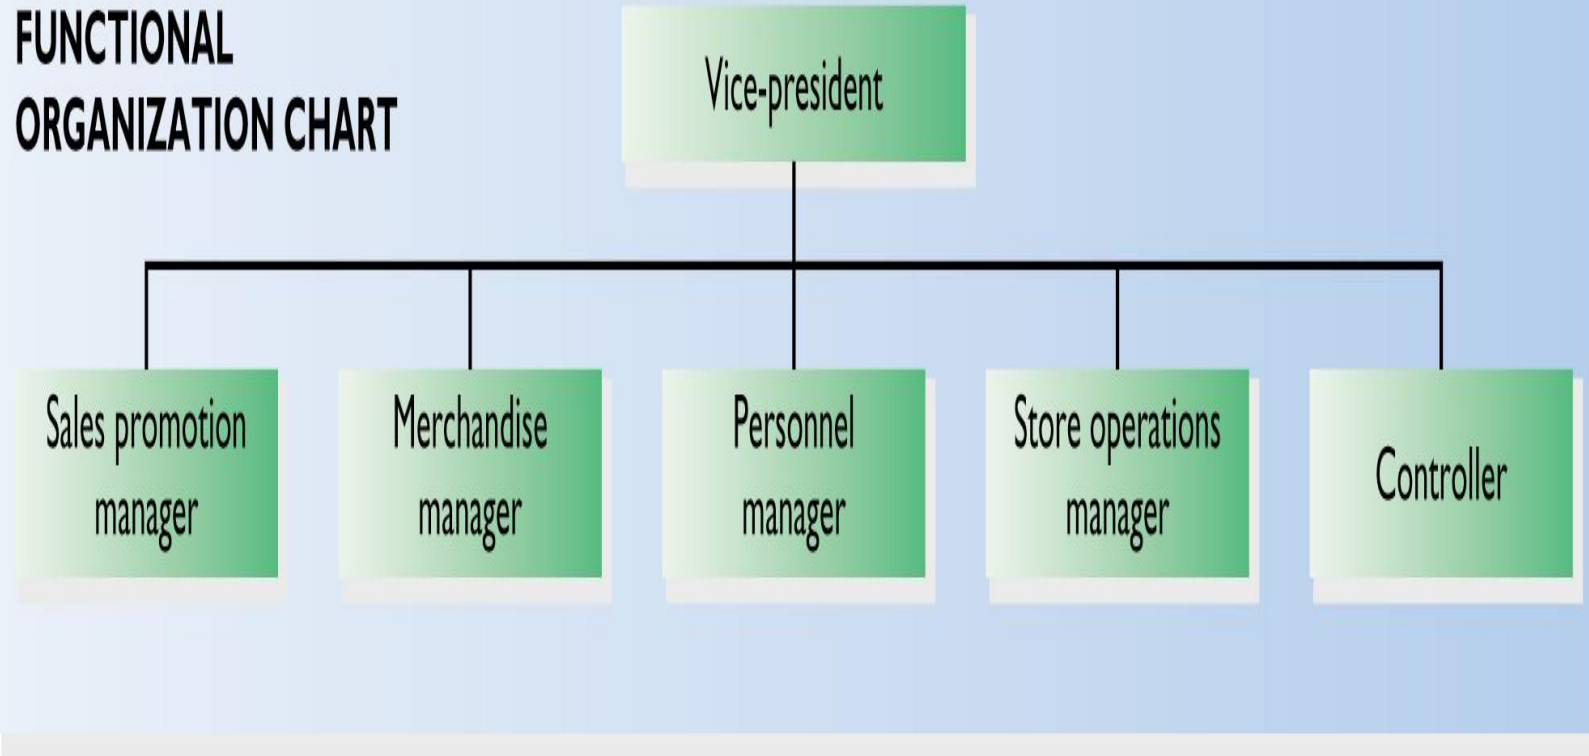 FUNCTIONAL
ORGANIZATION CHART
Vice-president
Sales promotion
manager
Merchandise
manager
Personnel
manager
Store operations
manager
Controller